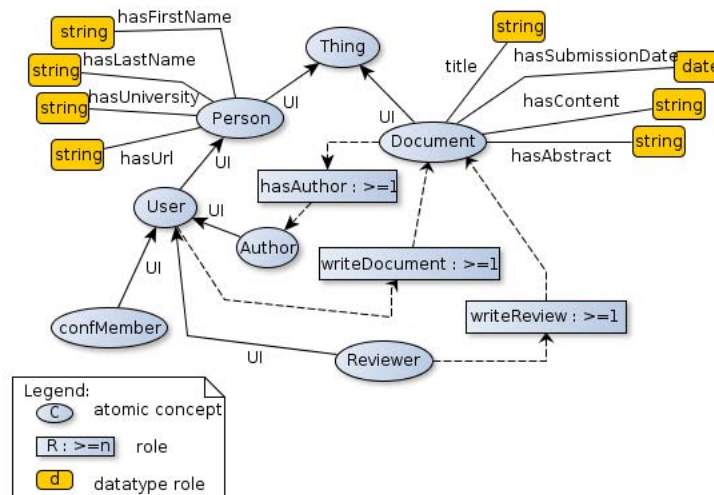 hasFirstName
string
string
hasLastName
Thing
title
hasSubmissionDate
date
string
hasUniversity
string
UI
UI
hasContent
string
Person
Document
string
hasUrl
string
hasAbstract
UI
hasAuthor : >=1
User
UI
Author
writeDocument : >=1
UI
writeReview : >=1
confMember
UI
Reviewer
Legend:
C
atomic concept
R : >=n
role
d
datatype role